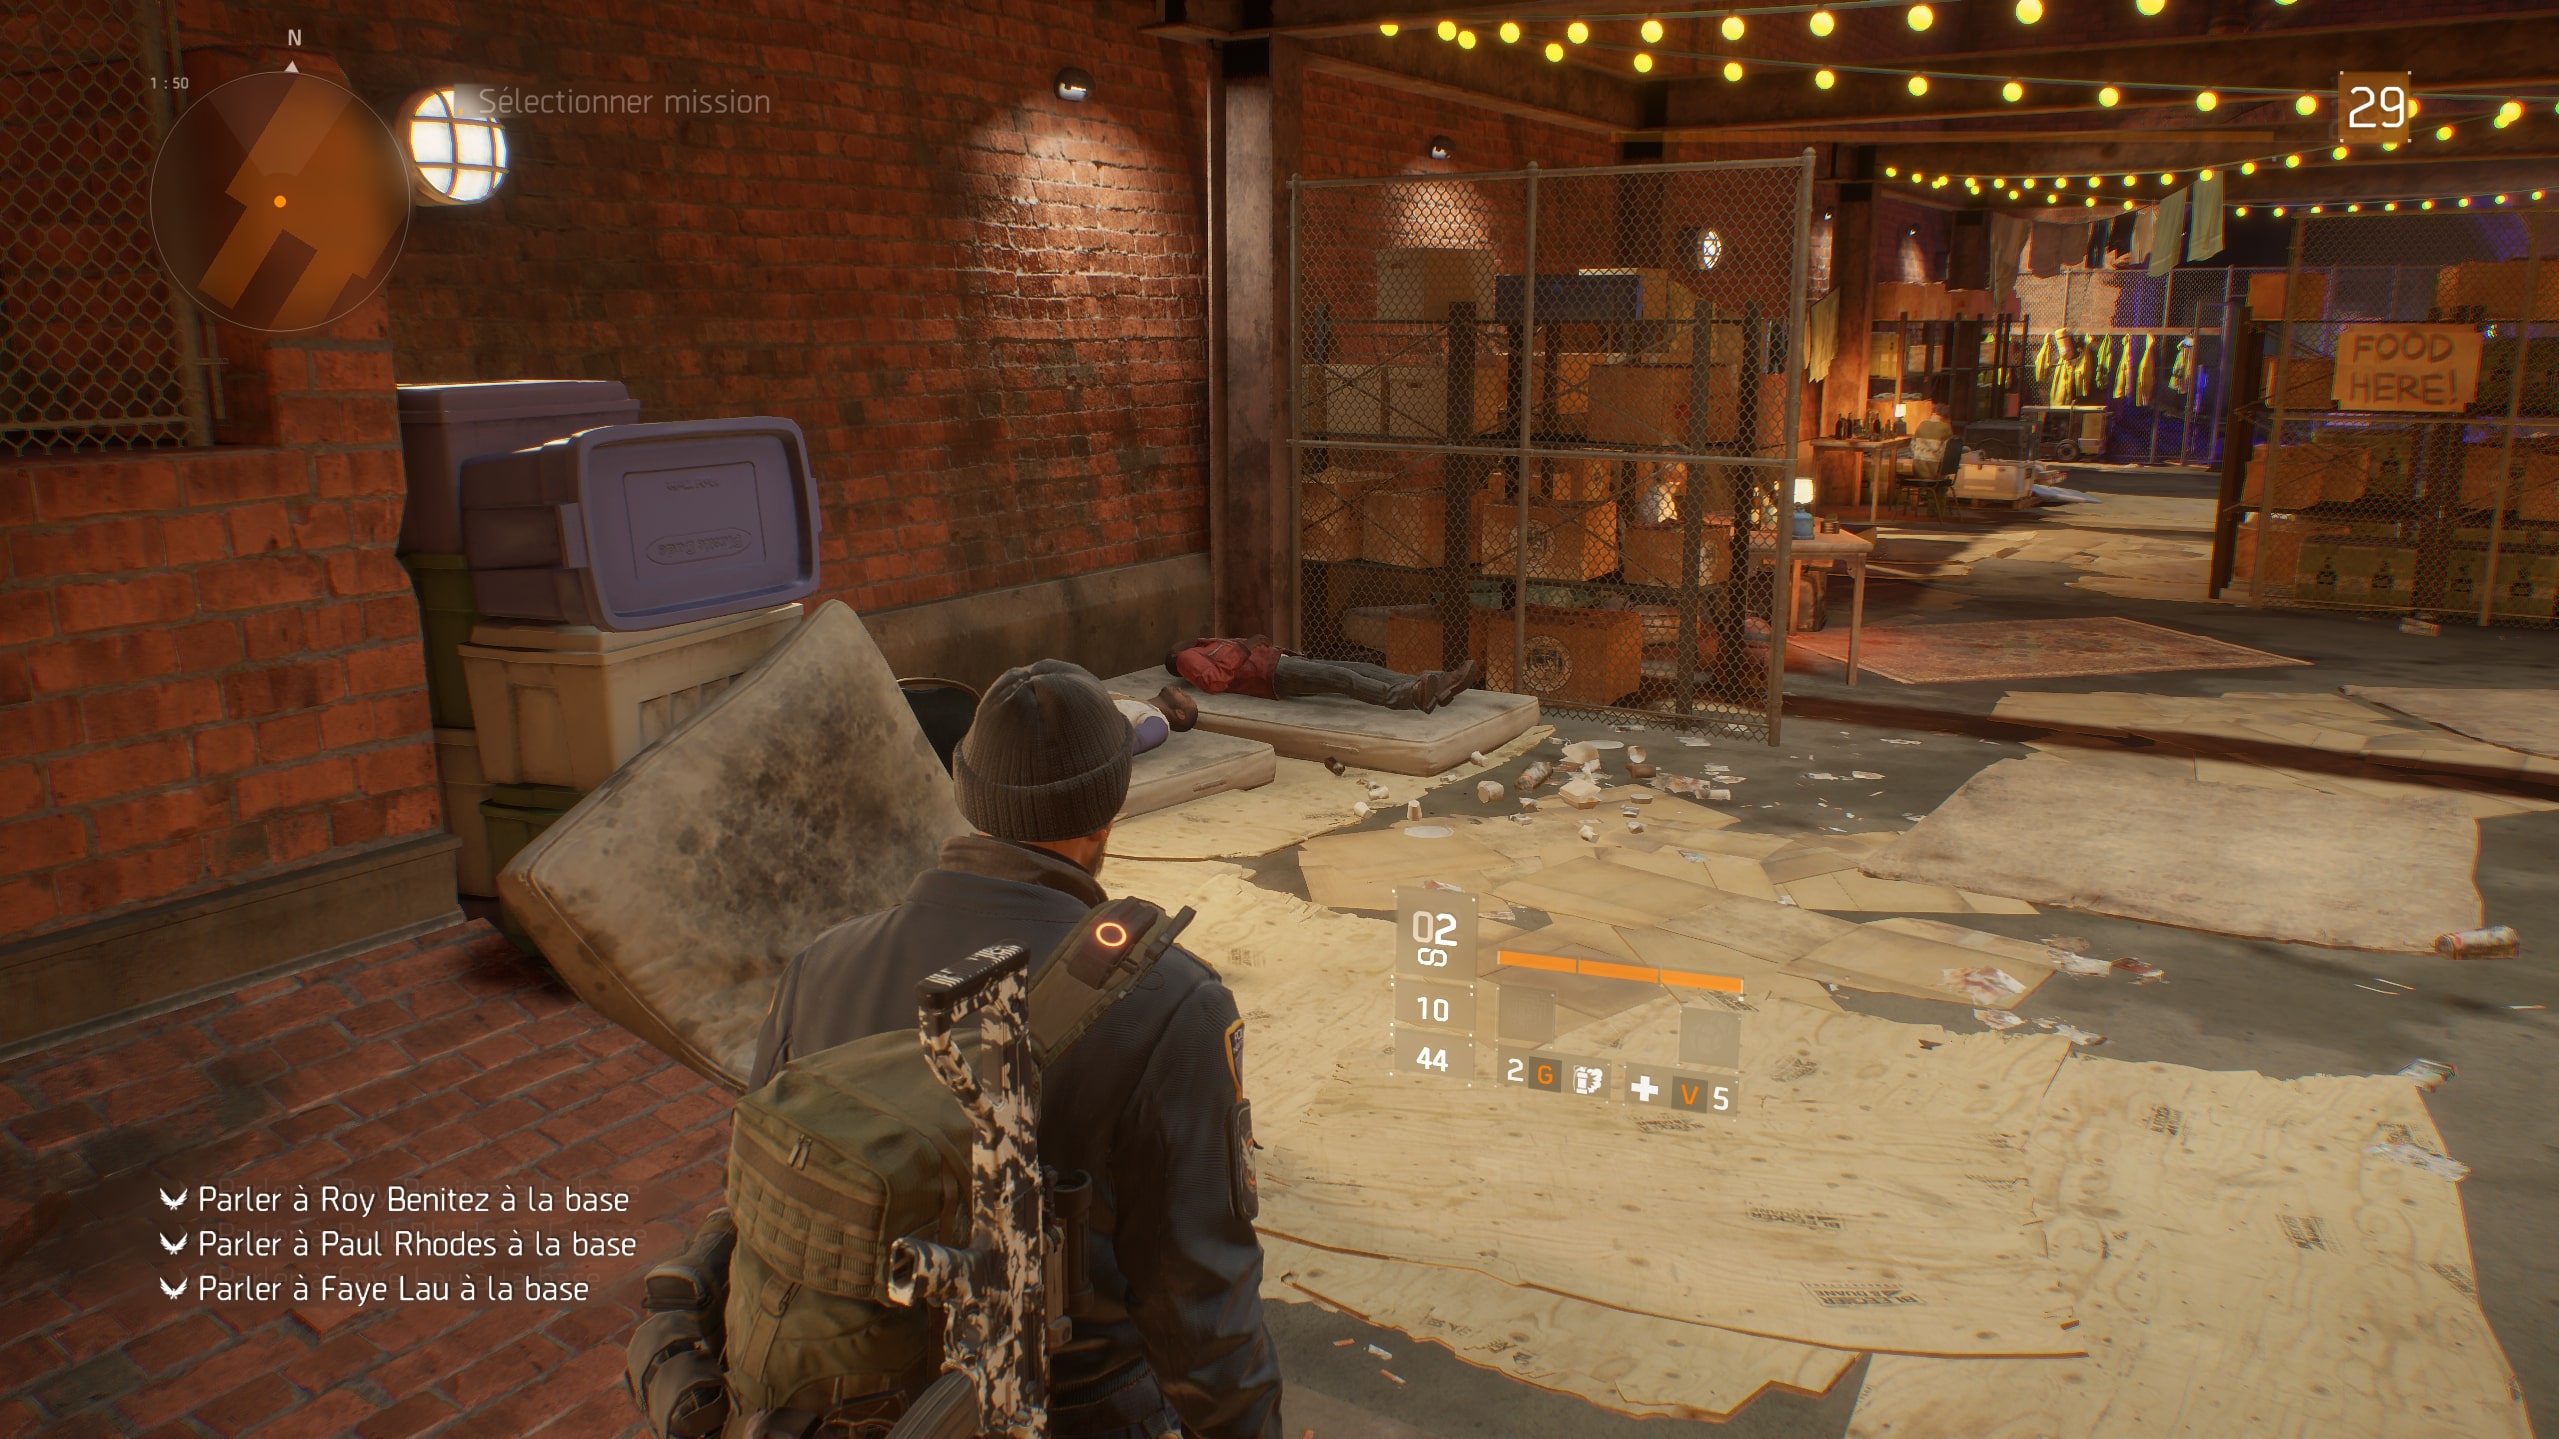 N
1 : 50
Sélectionner mission
29
FOOD
HERE!
02
∞
10
44
2 G
V 5
Parler à Roy Benitez à la base
Parler à Paul Rhodes à la base
Parler à Faye Lau à la base